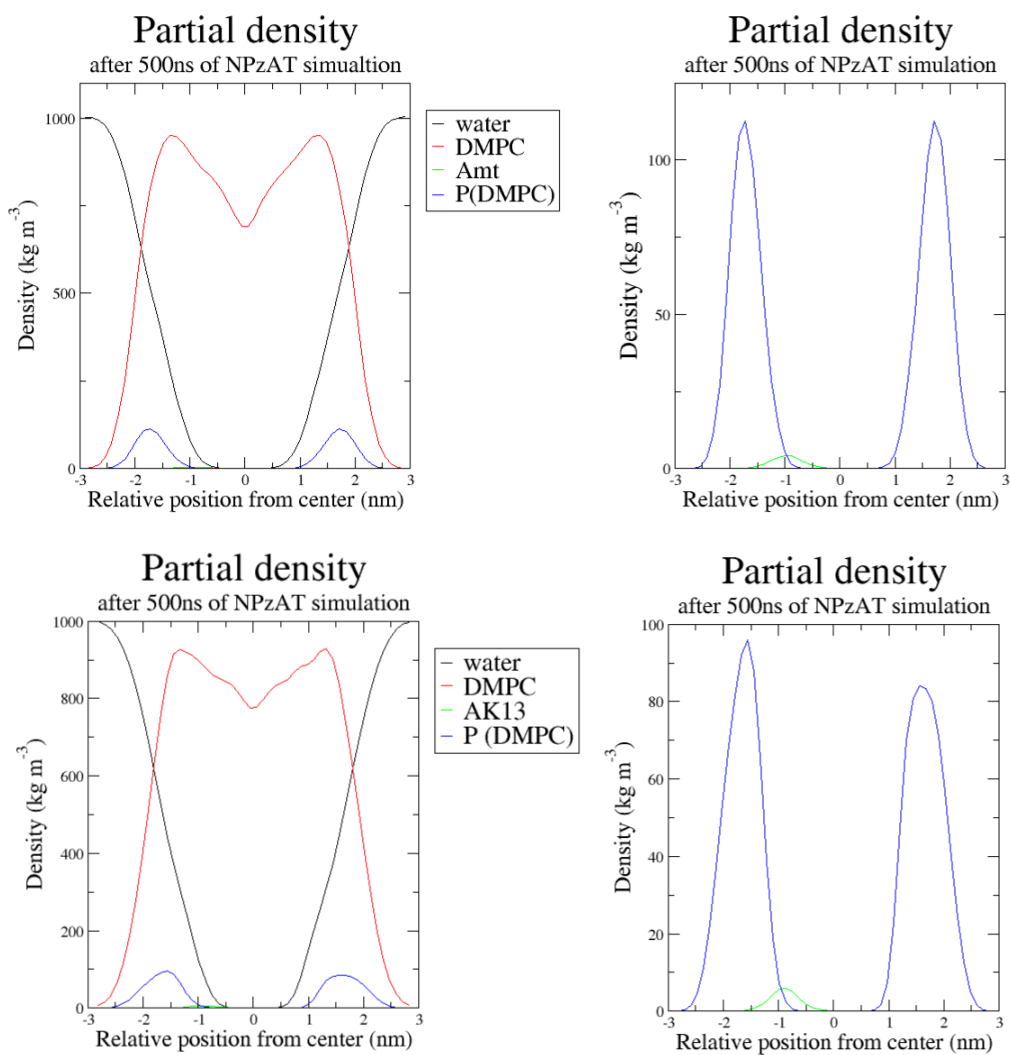 Partial density
after 500ns of NPzAT simualtion
1000
500
0
-3 -2 -1 0 1 2 3
Density (kg m-3)
Relative position from center (nm)
water
DMPC
Amt
P(DMPC)
Partial density
after 500ns of NPzAT simulation
100
50
0
-3 -2 -1 0 1 2 3
Density (kg m-3)
Relative position from center (nm)
Partial density
after 500ns of NPzAT simulation
1000
800
600
400
200
0
-3 -2 -1 0 1 2 3
Density (kg m-3)
Relative position from center (nm)
water
DMPC
AK13
P (DMPC)
Partial density
after 500ns of NPzAT simulation
100
80
60
40
20
0
-3 -2 -1 0 1 2 3
Density (kg m-3)
Relative position from center (nm)